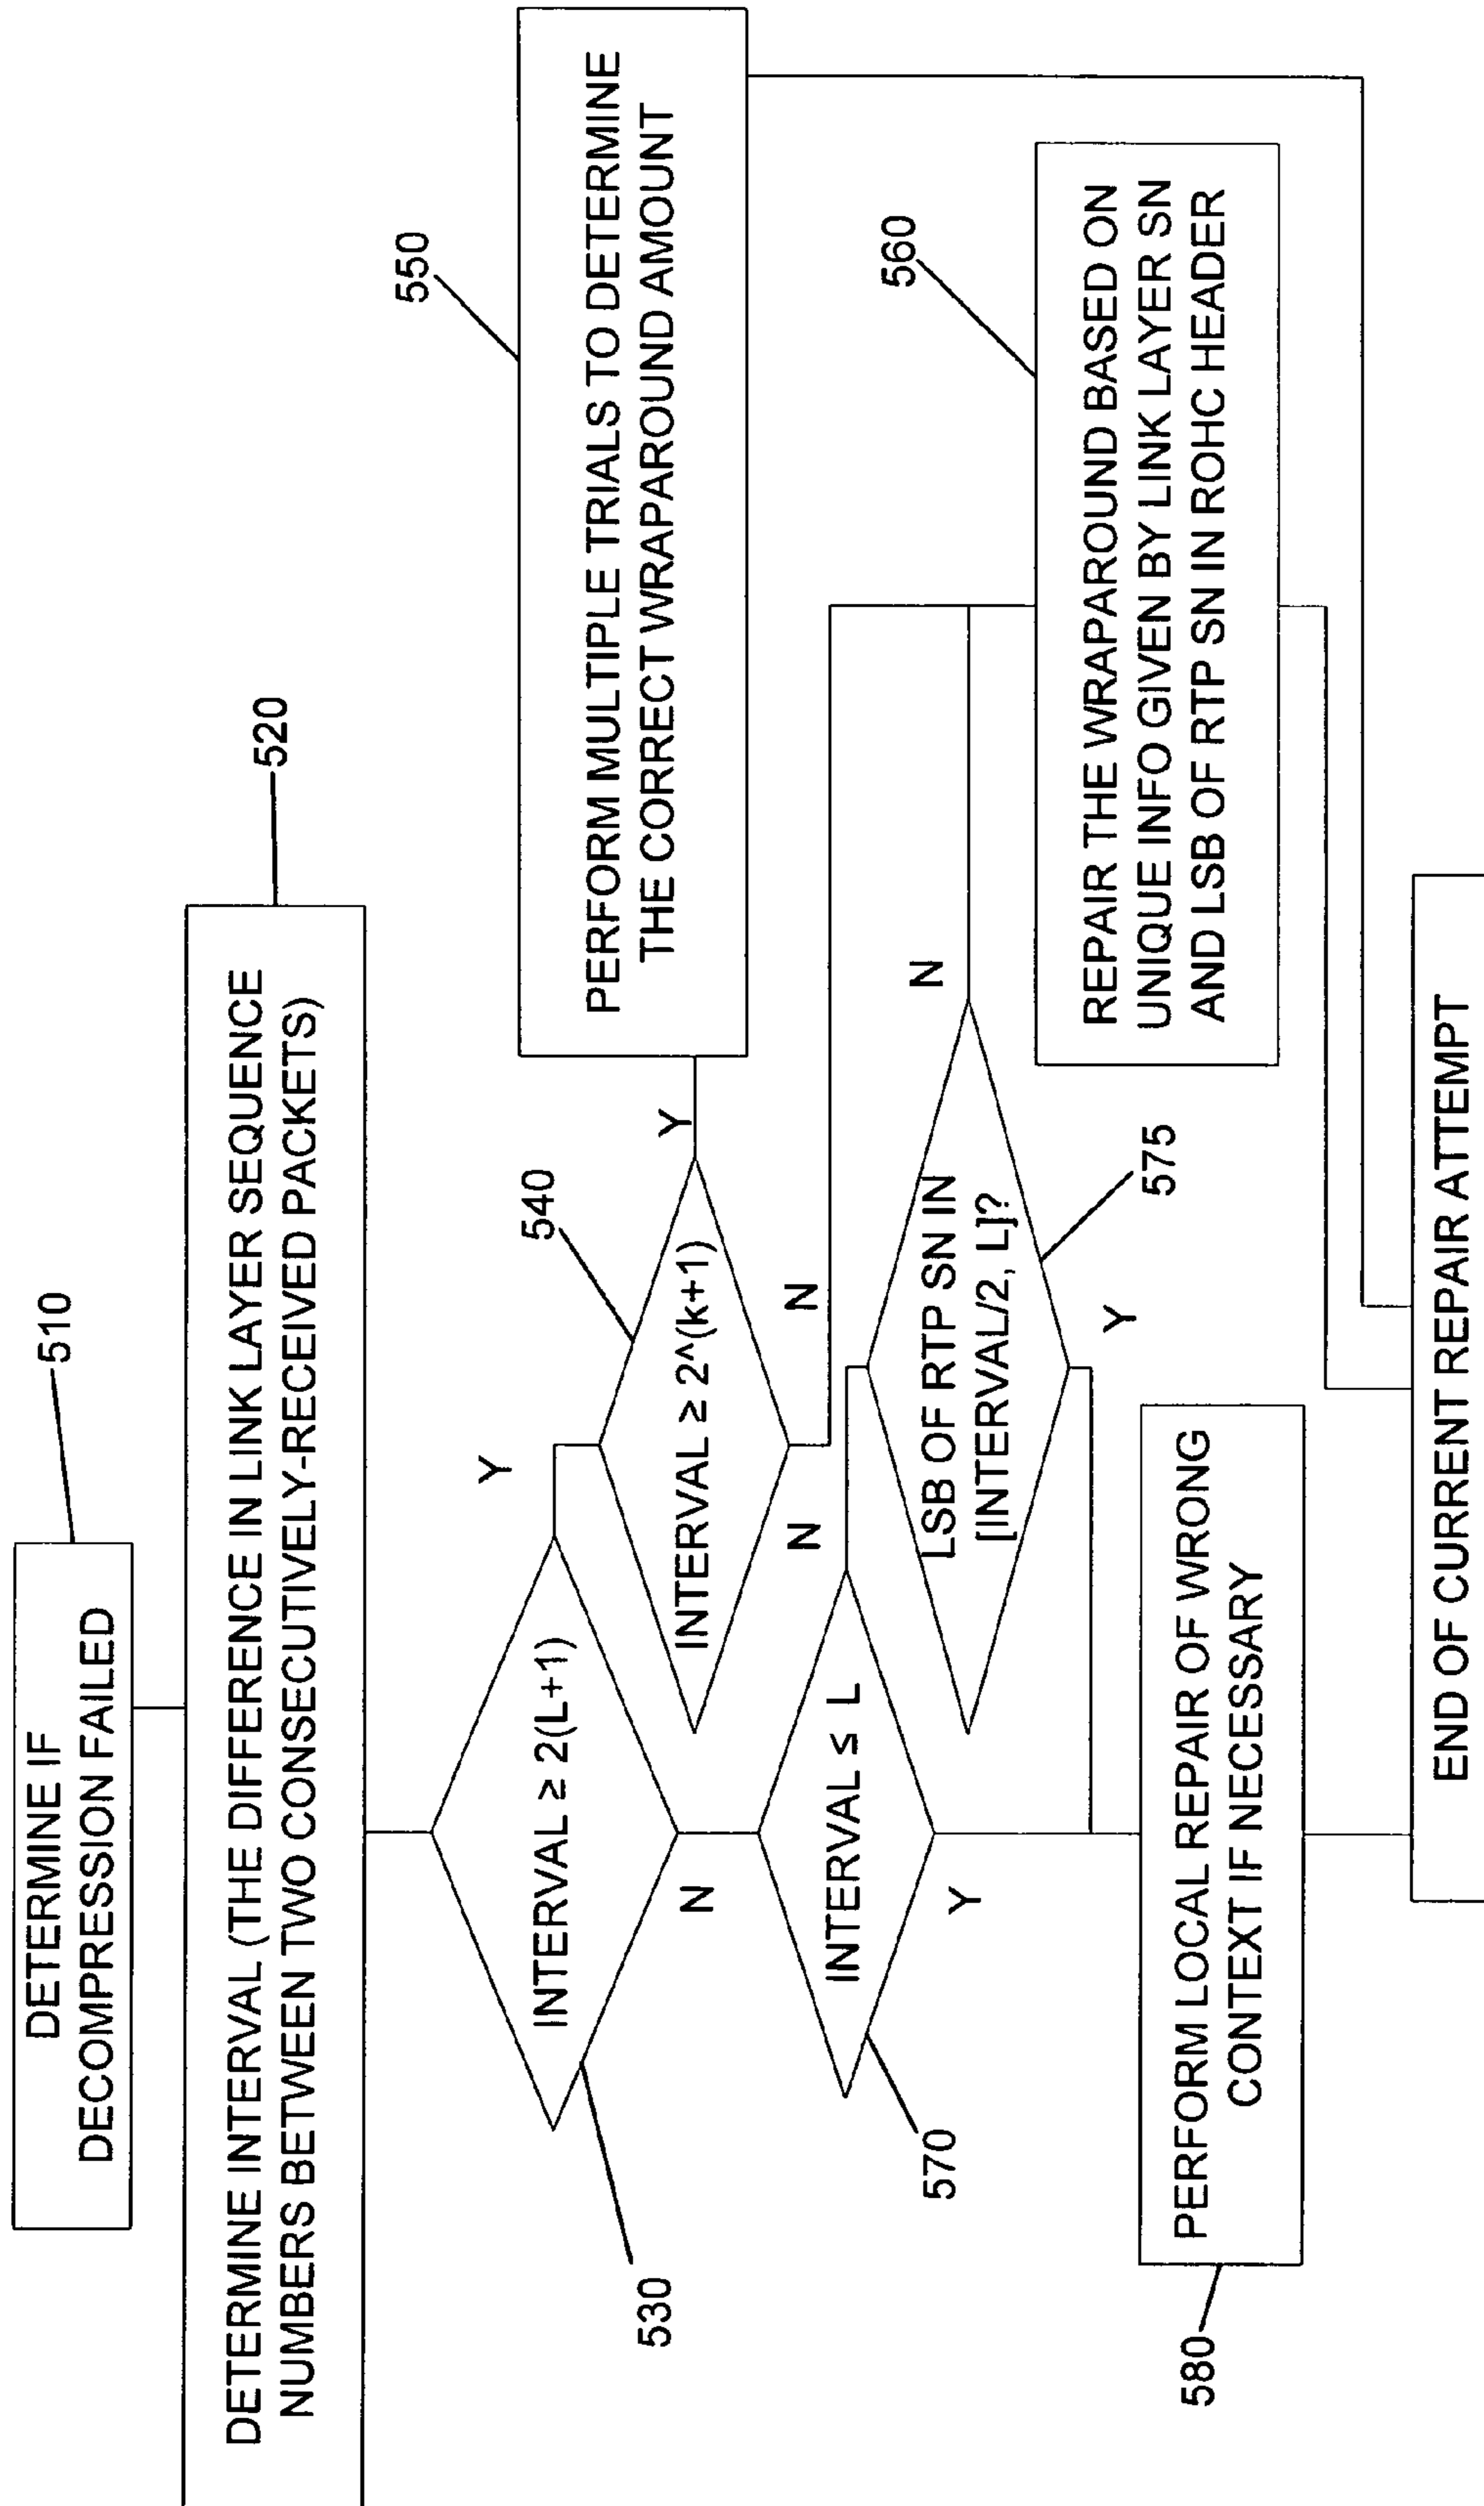 DETERMINE IF
DECOMPRESSION FAILED
510
DETERMINE INTERVAL (THE DIFFERENCE IN LINK LAYER SEQUENCE
NUMBERS BETWEEN TWO CONSECUTIVELY-RECEIVED PACKETS)
520
INTERVAL ≥ 2(L+1)
530
Y
N
INTERVAL ≥ 2^(k+1)
540
Y
N
PERFORM MULTIPLE TRIALS TO DETERMINE
THE CORRECT WRAPAROUND AMOUNT
550
INTERVAL ≤ L
570
N
Y
LSB OF RTP SN IN
[INTERVAL/2, L]?
575
N
Y
REPAIR THE WRAPAROUND BASED ON
UNIQUE INFO GIVEN BY LINK LAYER SN
AND LSB OF RTP SN IN ROHC HEADER
560
PERFORM LOCAL REPAIR OF WRONG
CONTEXT IF NECESSARY
580
END OF CURRENT REPAIR ATTEMPT